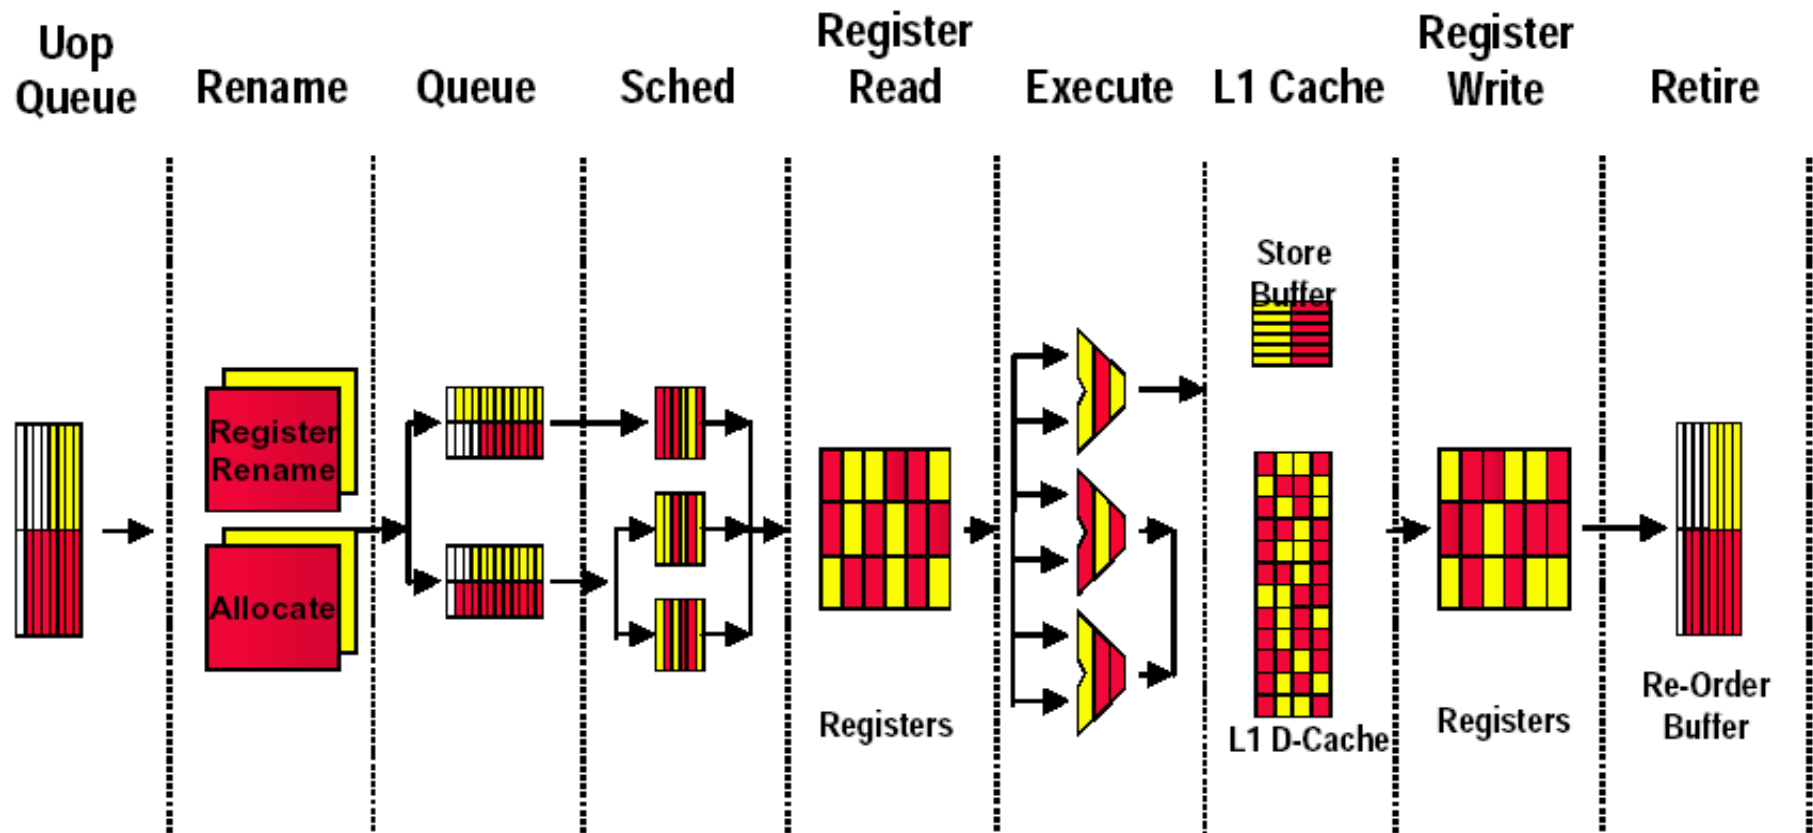 Uop
Queue
Rename
Queue
Sched
Register
Read
Execute
L1 Cache
Register
Write
Retire
Store
Buffer
Register
Rename
Allocate
Registers
L1 D-Cache
Registers
Re-Order
Buffer